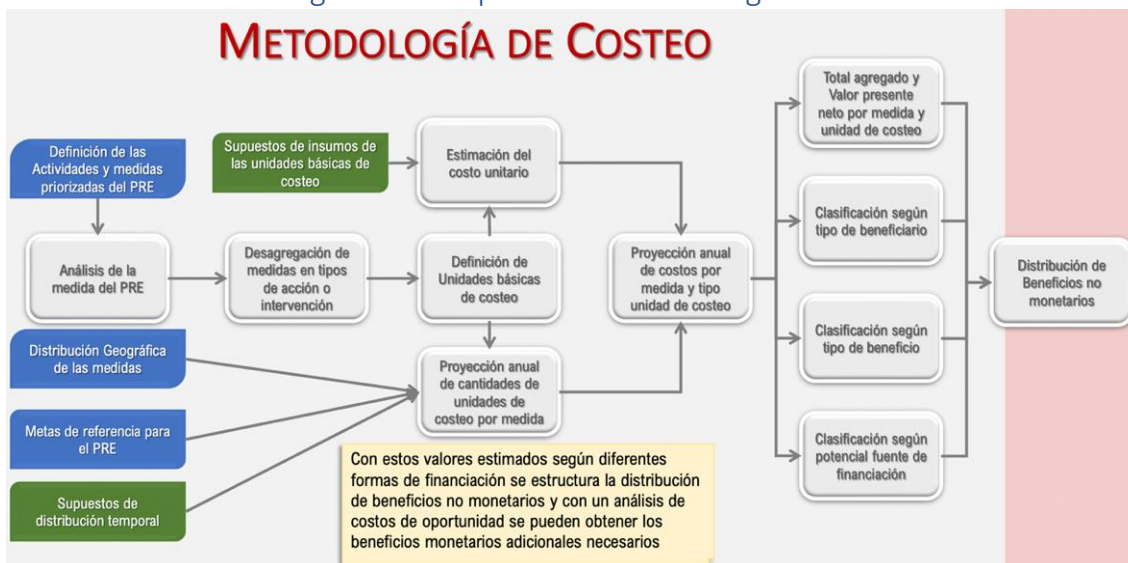 METODOLOGÍA DE COSTEO
Definición de las
Actividades y medidas
priorizadas del PRE
Supuestos de insumos de
las unidades básicas de
costeo
Estimación del
costo unitario
Total agregado y
Valor presente
neto por medida y
unidad de costeo
Análisis de la
medida del PRE
Desagregación de
medidas en tipos
de acción o
intervención
Definición de
Unidades básicas
de costeo
Proyección anual
de costos por
medida y tipo
unidad de costeo
Clasificación según
tipo de beneficiario
Distribución de
Beneficios no
monetarios
Distribución Geográfica
de las medidas
Proyección anual
de cantidades de
unidades de
costeo por medida
Clasificación según
tipo de beneficio
Metas de referencia para
el PRE
Clasificación según
potencial fuente de
financiación
Supuestos de
distribución temporal
Con estos valores estimados según diferentes
formas de financiación se estructura la distribución
de beneficios no monetarios y con un análisis de
costos de oportunidad se pueden obtener los
beneficios monetarios adicionales necesarios